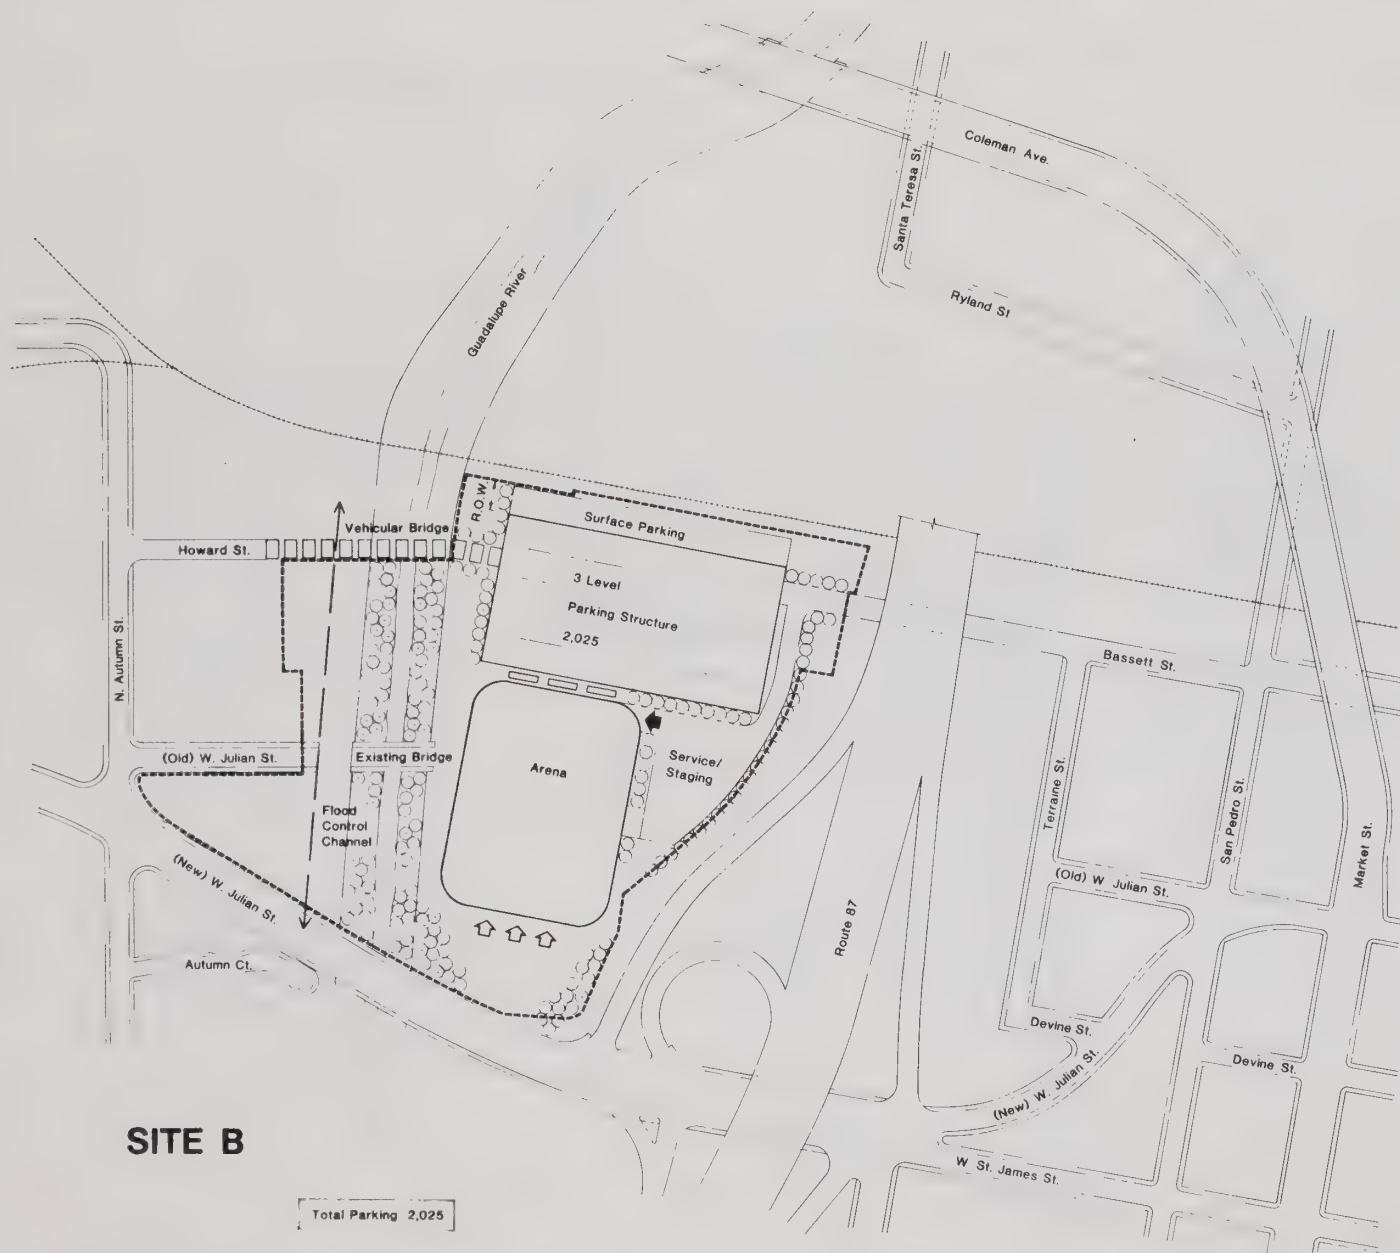 Coleman Ave.
Santa Teresa St.
Ryland St
Guadalupe River
R.O.W.
Surface Parking
Vehicular Bridge
Howard St.
3 Level
Parking Structure
2,025
N. Autumn St.
Bassett St.
(Old) W. Julian St.
Existing Bridge
Arena
Service/
Staging
Flood
Control
Channel
Terraine St.
San Pedro St.
Market St.
(New) W. Julian St.
(Old) W. Julian St.
Route 87
Autumn Ct.
Devine St.
Devine St.
(New) W. Julian St.
W St. James St.
SITE B
Total Parking 2,025